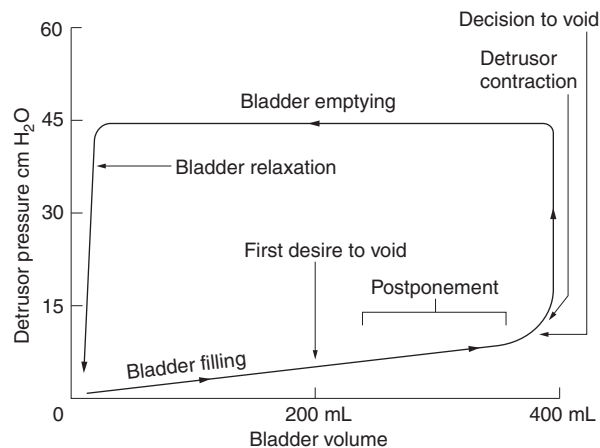 Decision to void
60
Detrusor
contraction
Detrusor pressure cm H₂O
45
Bladder emptying
Bladder relaxation
30
First desire to void
Postponement
15
Bladder filling
0
200 mL
400 mL
Bladder volume